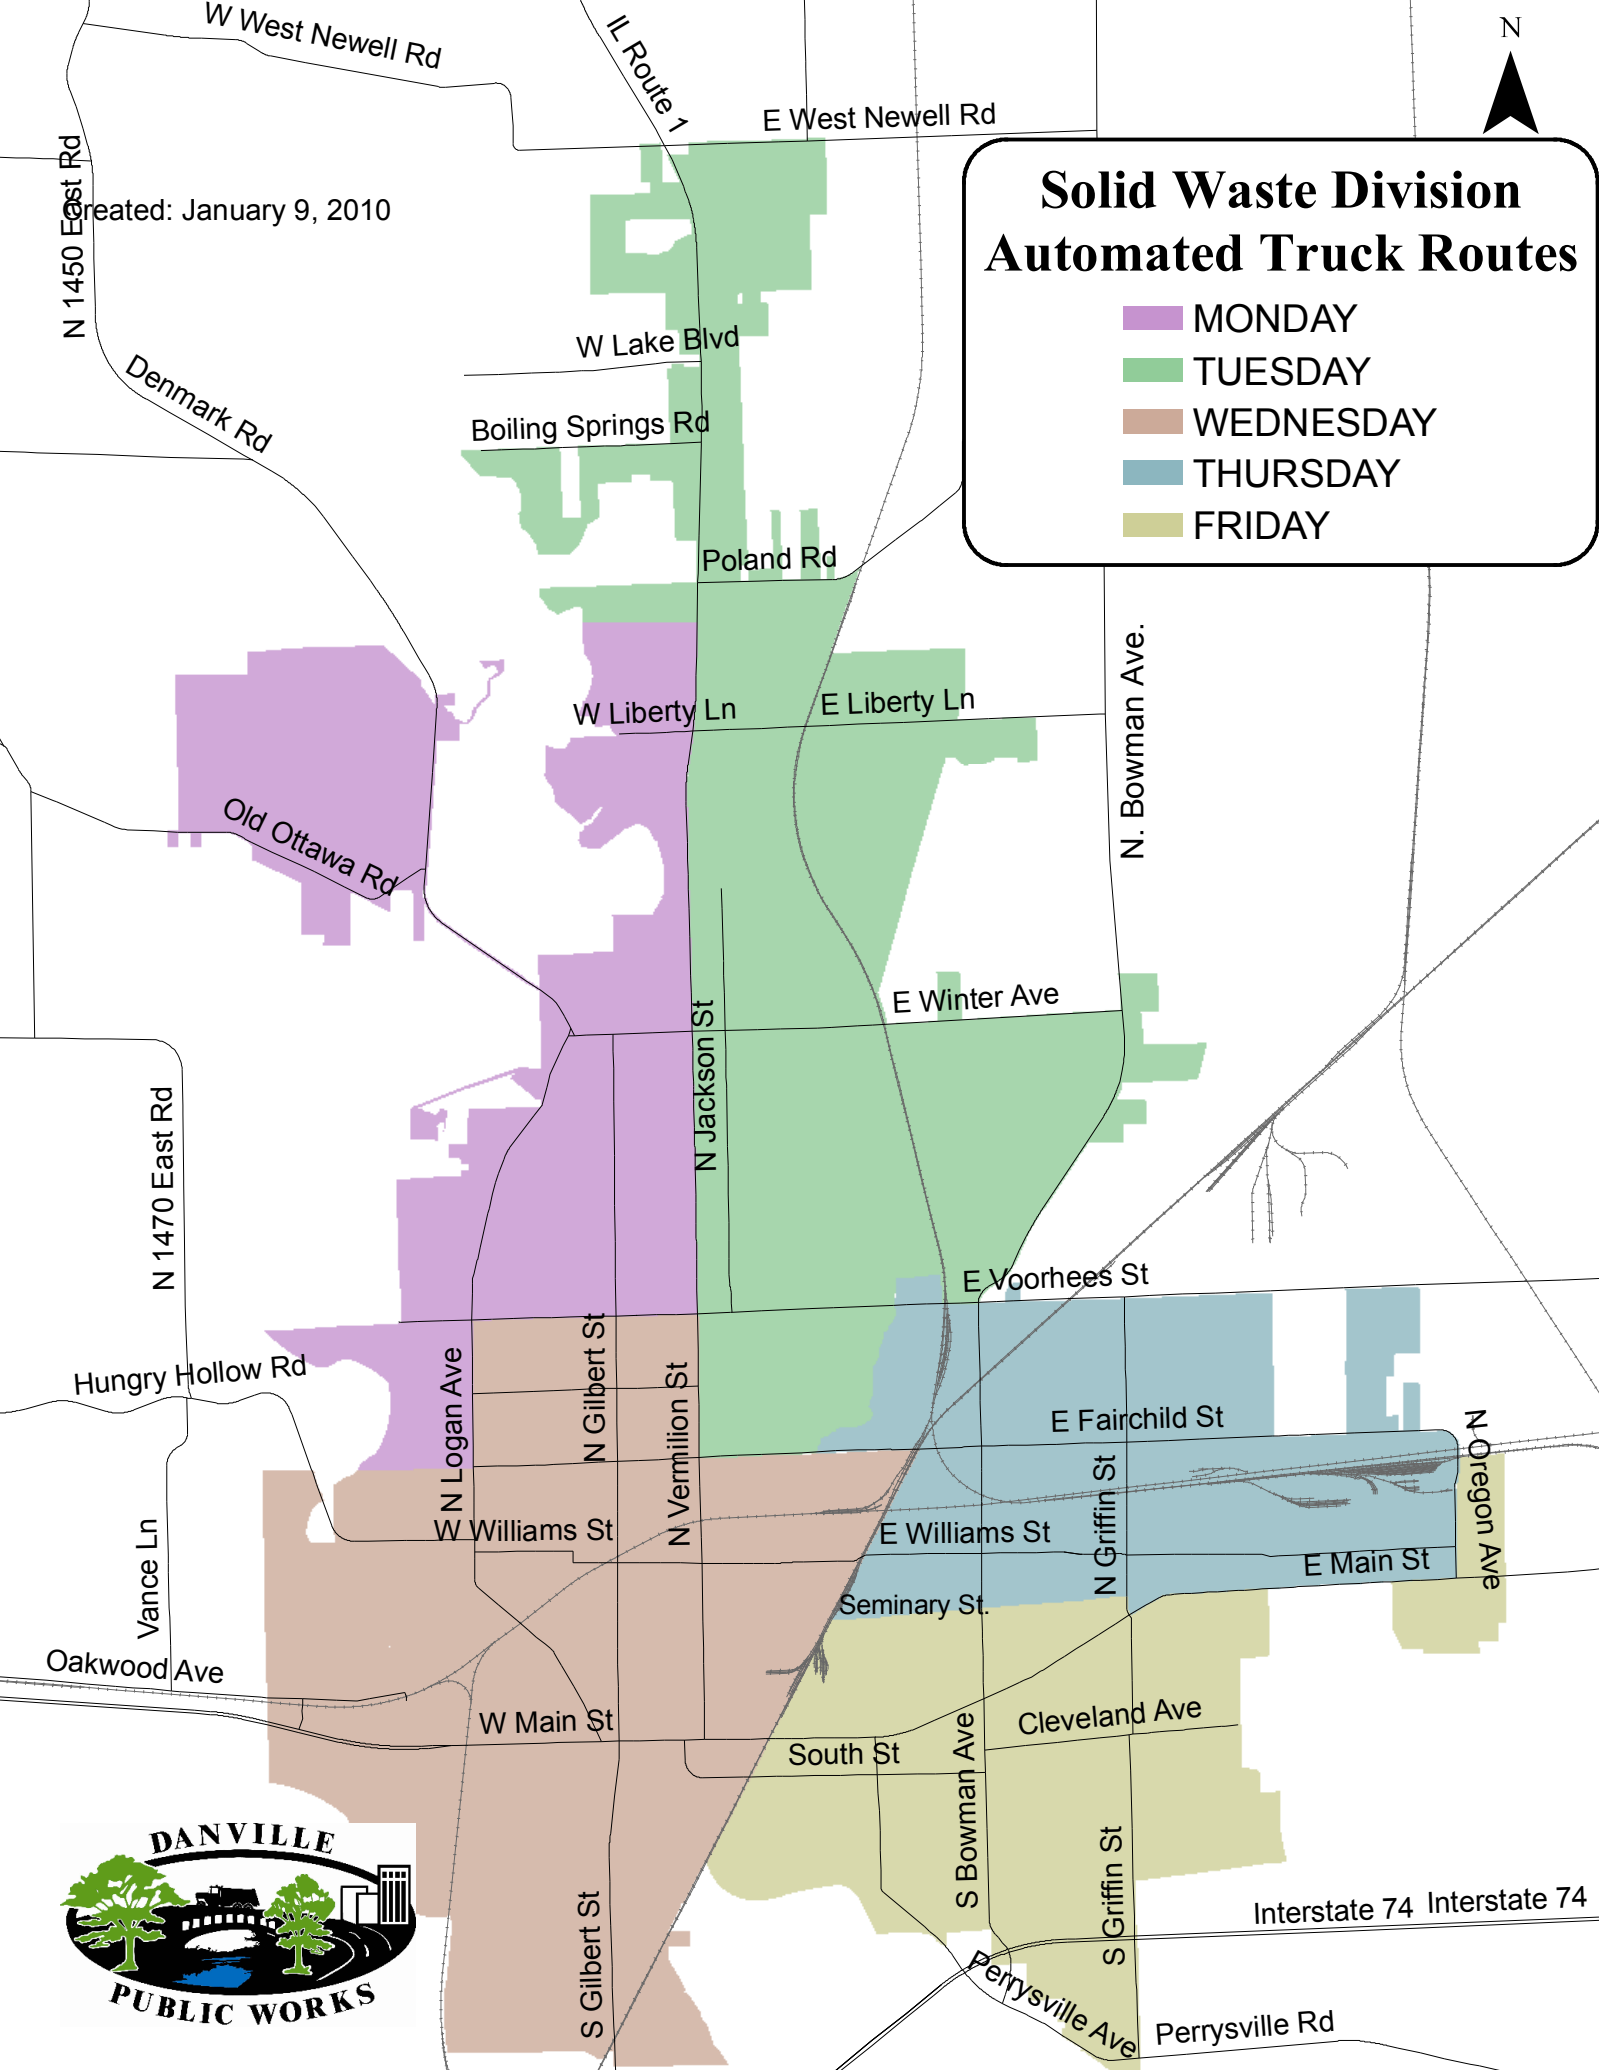 W West Newell Rd
IL Route 1
E West Newell Rd
N
N 1450 East Rd
Created: January 9, 2010
Solid Waste Division
Automated Truck Routes
MONDAY
TUESDAY
WEDNESDAY
THURSDAY
FRIDAY
W Lake Blvd
Denmark Rd
Boiling Springs Rd
Poland Rd
N. Bowman Ave.
W Liberty Ln
E Liberty Ln
Old Ottawa Rd
E Winter Ave
N Jackson St
N 1470 East Rd
E Voorhees St
Hungry Hollow Rd
N Logan Ave
N Gilbert St
N Vermilion St
E Fairchild St
N Griffin St
N Oregon Ave
W Williams St
E Williams St
E Main St
Vance Ln
Seminary St.
Oakwood Ave
W Main St
South St
Cleveland Ave
S Bowman Ave
S Griffin St
DANVILLE
PUBLIC WORKS
S Gilbert St
Interstate 74
Interstate 74
Perrysville Ave
Perrysville Rd